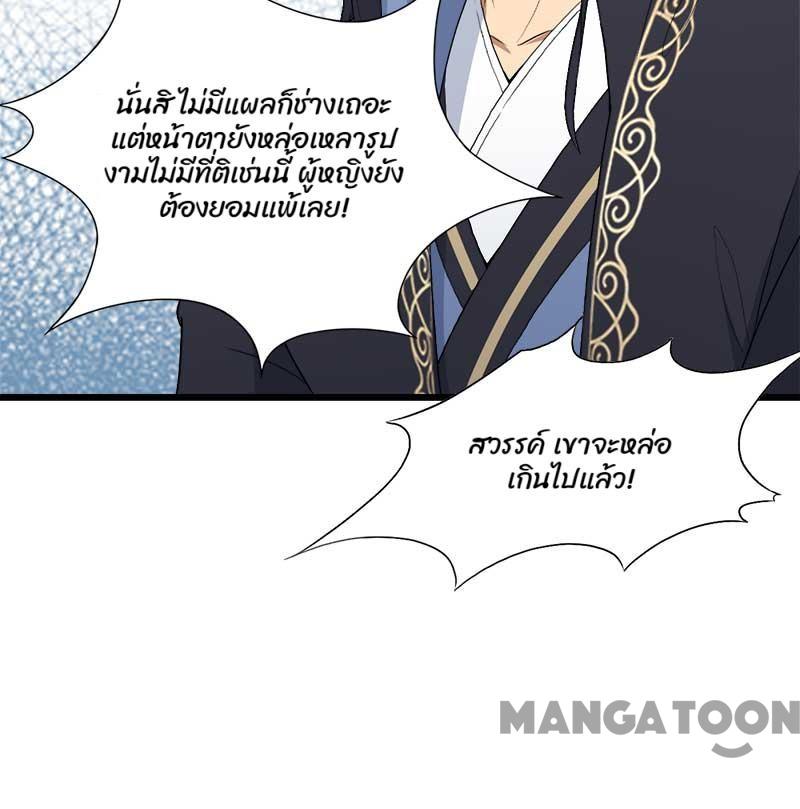 นั่นสิ ไม่มีแผลก็ช่างเถอะ
แต่หน้าตายังหล่อเหลารูป
งามไม่มีที่ติเช่นนี้ ผู้หญิงยัง
ต้องยอมแพ้เลย!
สวรรค์ เขาจะหล่อ
เกินไปแล้ว!
MANGATOON